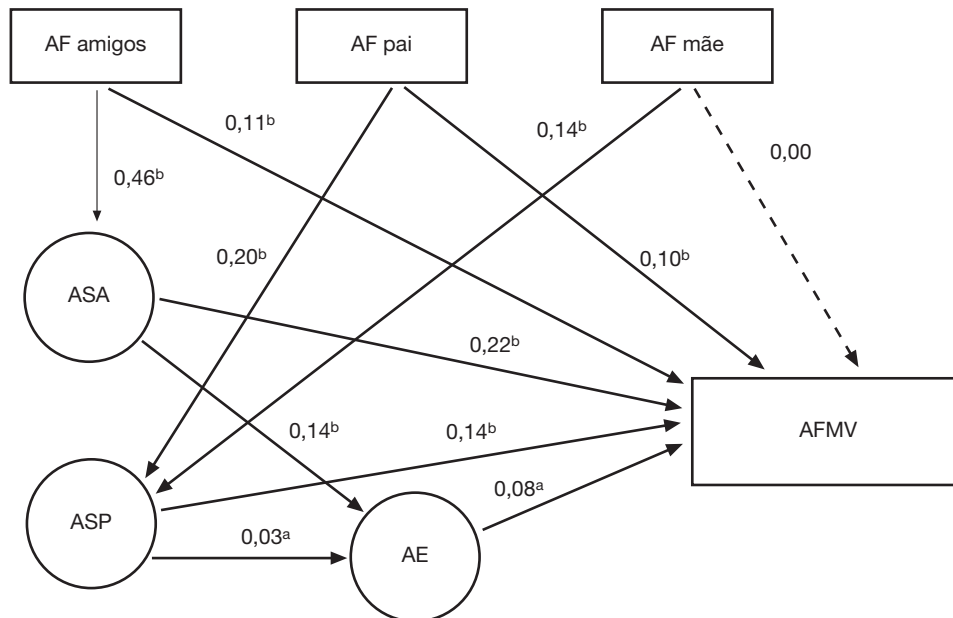 AF amigos
AF pai
AF mãe
0,11ᵇ
0,14ᵇ
0,00
0,46ᵇ
0,20ᵇ
0,10ᵇ
ASA
0,22ᵇ
AFMV
0,14ᵇ
0,14ᵇ
0,08ᵃ
ASP
0,03ᵃ
AE